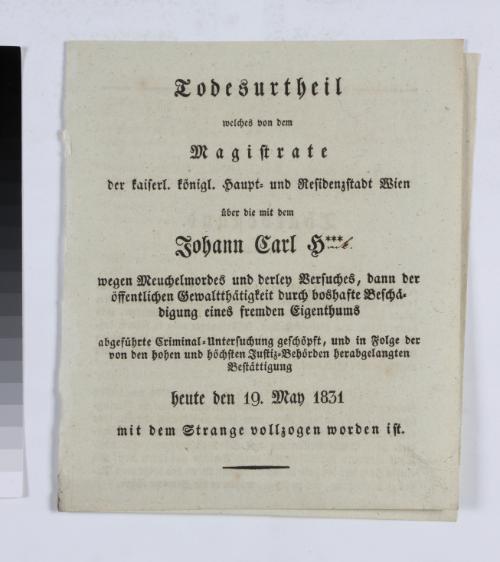 Todesurtheil
welches von dem
Magistrate
der kaiserl. königl. Haupt- und Residenzstadt Wien
über die mit dem
Johann Carl H***
wegen Meuchelmordes und derley Versuches, dann der
öffentlichen Gewaltthätigkeit durch boshafte Beschä-
digung eines fremden Eigenthums
abgeführte Criminal-Untersuchung geschöpft, und in Folge der
von den hohen und höchsten Justiz-Behörden herabgelangten
Bestättigung
heute den 19. May 1831
mit dem Strange vollzogen worden ist.